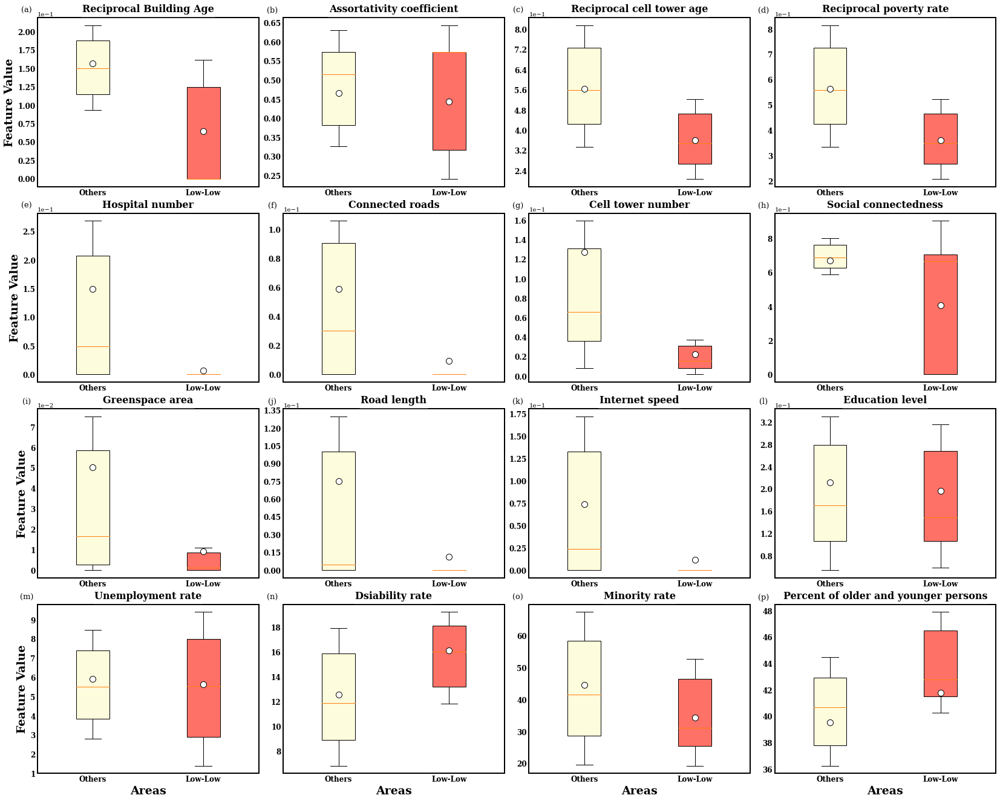 (a) Reciprocal Building Age (b) Assortativity coefficient (c) Reciprocal cell tower age (d) Reciprocal poverty rate
1e−1 1e−1 1e−1
2.00 1.75 1.50 1.25 1.00 0.75 0.50 0.25 0.00
0.65 0.60 0.55 0.50 0.45 0.40 0.35 0.30 0.25
8.0 7.2 6.4 5.6 4.8 4.0 3.2 2.4
8 7 6 5 4 3 2
Feature Value
Others Low-Low Others Low-Low Others Low-Low Others Low-Low
(e) Hospital number (f) Connected roads (g) Cell tower number (h) Social connectedness
1e−1 1e−1 1e−1 1e−1
2.5 2.0 1.5 1.0 0.5 0.0
1.0 0.8 0.6 0.4 0.2 0.0
1.6 1.4 1.2 1.0 0.8 0.6 0.4 0.2 0.0
8 6 4 2 0
Feature Value
Others Low-Low Others Low-Low Others Low-Low Others Low-Low
(i) Greenspace area (j) Road length (k) Internet speed (l) Education level
1e−2 1e−1 1e−1 1e−1
7 6 5 4 3 2 1 0
1.35 1.20 1.05 0.90 0.75 0.60 0.45 0.30 0.15 0.00
1.75 1.50 1.25 1.00 0.75 0.50 0.25 0.00
3.2 2.8 2.4 2.0 1.6 1.2 0.8
Feature Value
Others Low-Low Others Low-Low Others Low-Low Others Low-Low
(m) Unemployment rate (n) Dsiability rate (o) Minority rate (p) Percent of older and younger persons
9 8 7 6 5 4 3 2 1
18 16 14 12 10 8
60 50 40 30 20
48 46 44 42 40 38 36
Feature Value
Others Low-Low Others Low-Low Others Low-Low Others Low-Low
Areas Areas Areas Areas